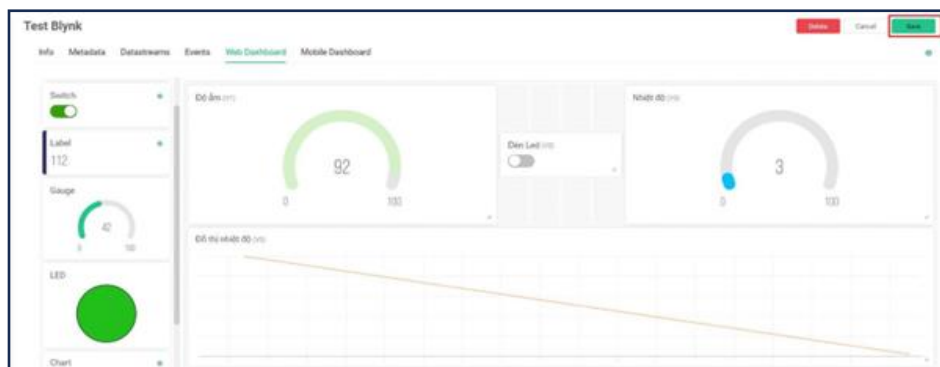 Test Blynk
Delete
Cancel
Save
Info
Metadata
Datastreams
Events
Web Dashboard
Mobile Dashboard
Switch
Label
112
Gauge
42
0
100
LED
Chart
Độ ẩm
92
0
100
Đèn Led
Nhiệt độ
3
0
100
Đồ thị nhiệt độ